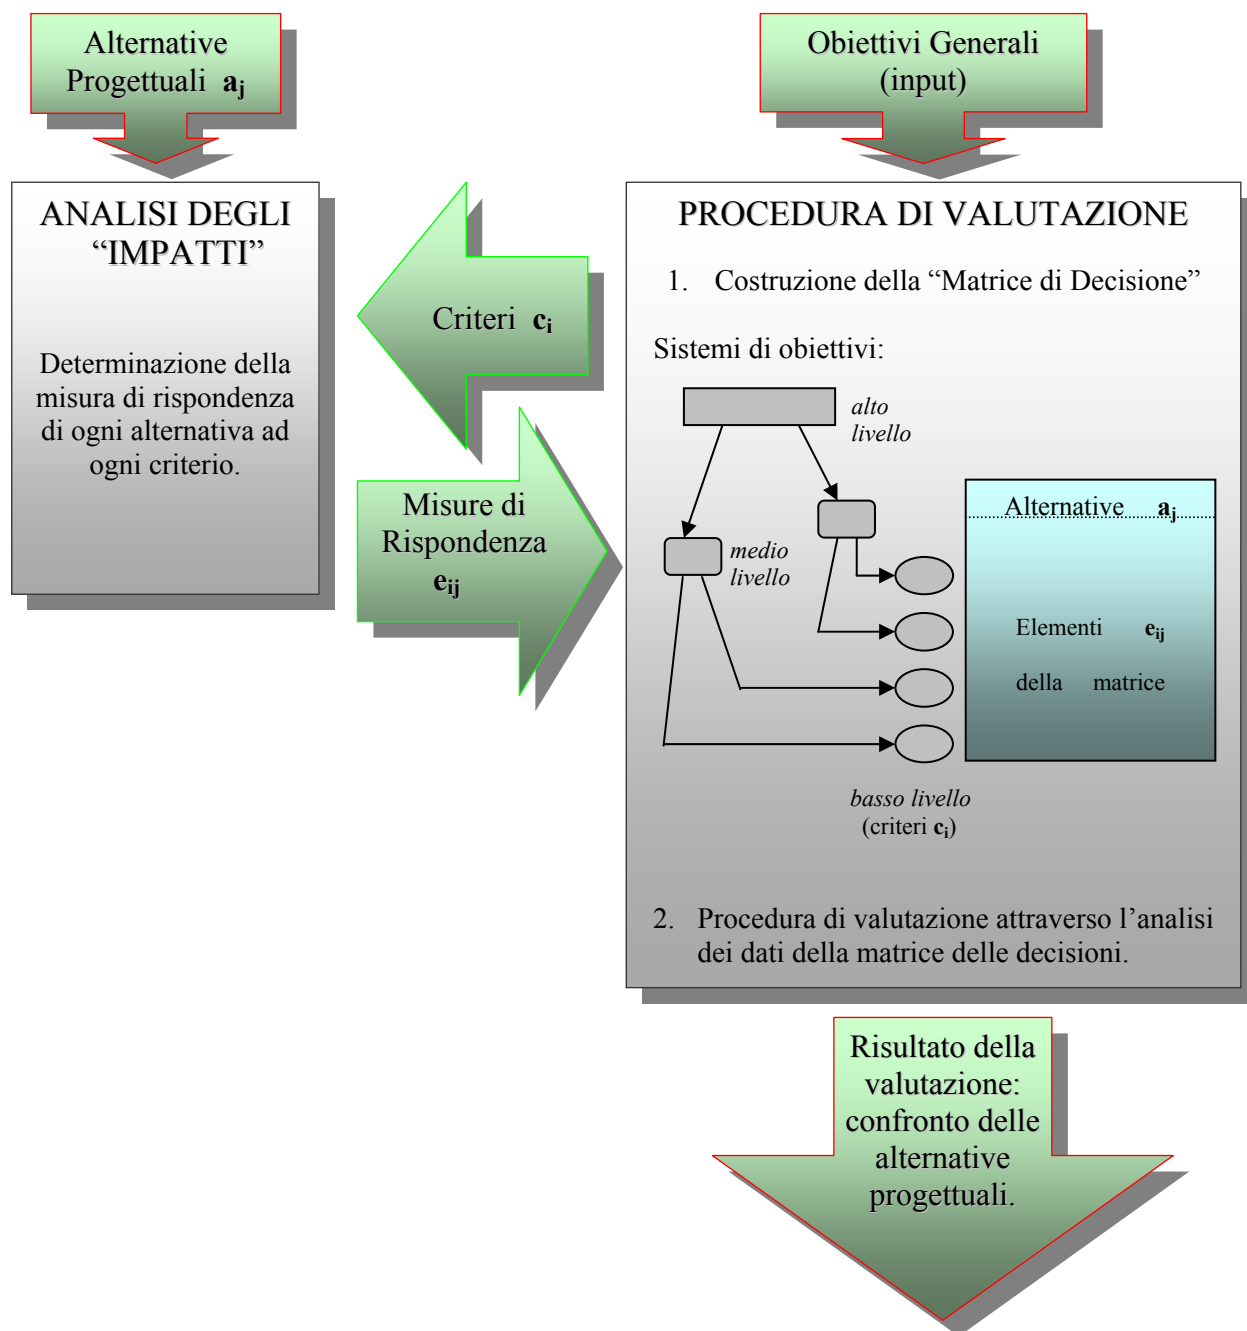 Alternative
Progettuali aj
Obiettivi Generali
(input)
ANALISI DEGLI
“IMPATTI”
Determinazione della
misura di rispondenza
di ogni alternativa ad
ogni criterio.
Criteri ci
Misure di
Rispondenza
eij
PROCEDURA DI VALUTAZIONE
1. Costruzione della “Matrice di Decisione”
Sistemi di obiettivi:
alto
livello
medio
livello
Alternative aj
Elementi eij
della matrice
basso livello
(criteri ci)
2. Procedura di valutazione attraverso l’analisi
dei dati della matrice delle decisioni.
Risultato della
valutazione:
confronto delle
alternative
progettuali.